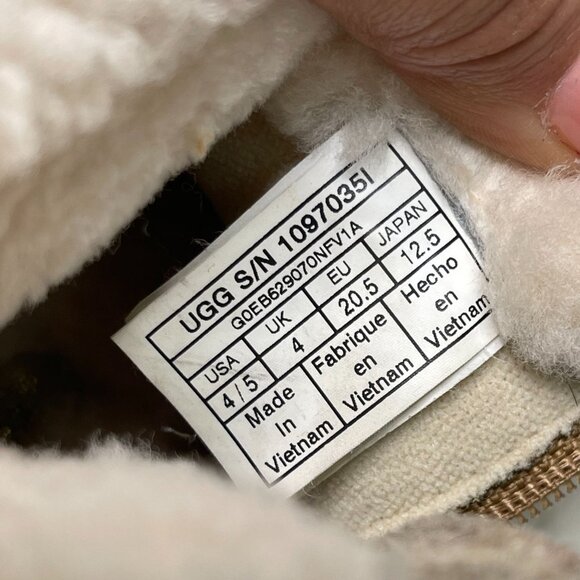 UGG S/N 1097035I
G0EB629070NFV1A
USA UK EU JAPAN
4/5 4 20.5 12.5
Made Fabrique Hecho
In en en
Vietnam Vietnam Vietnam